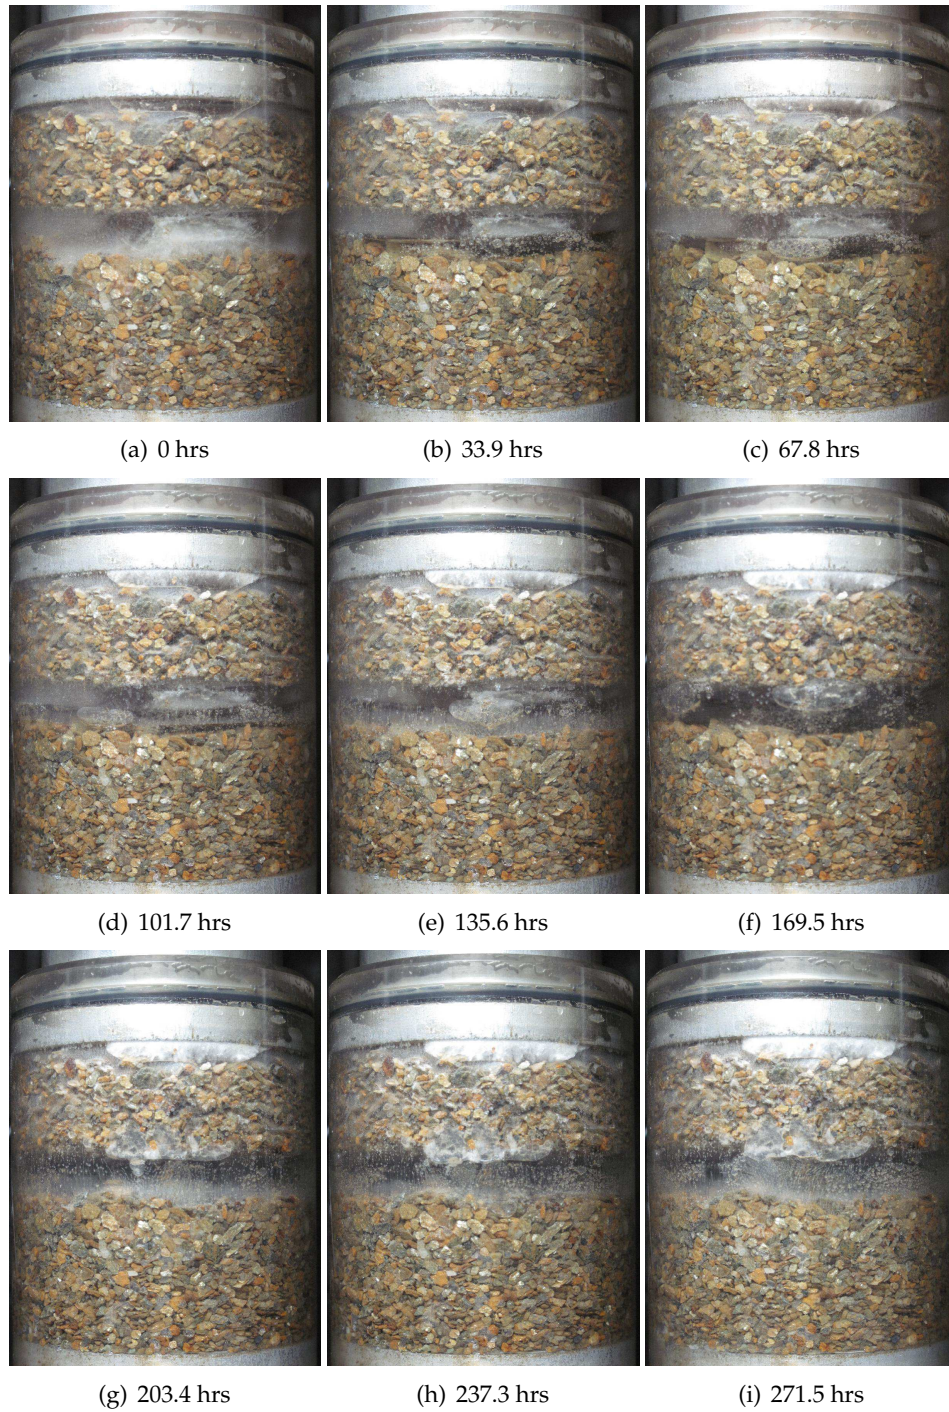 (a) 0 hrs
(b) 33.9 hrs
(c) 67.8 hrs
(d) 101.7 hrs
(e) 135.6 hrs
(f) 169.5 hrs
(g) 203.4 hrs
(h) 237.3 hrs
(i) 271.5 hrs